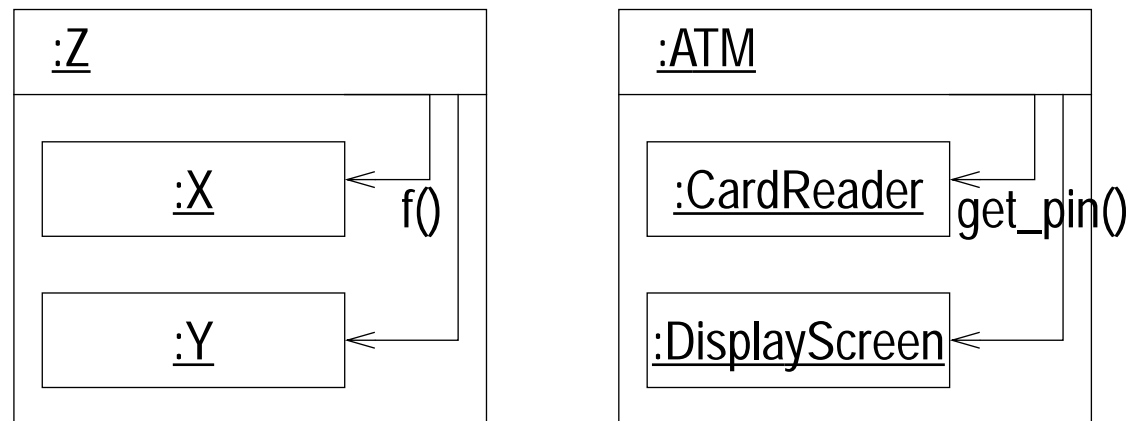 :Z
:X
f()
:Y
:ATM
:CardReader
get_pin()
:DisplayScreen